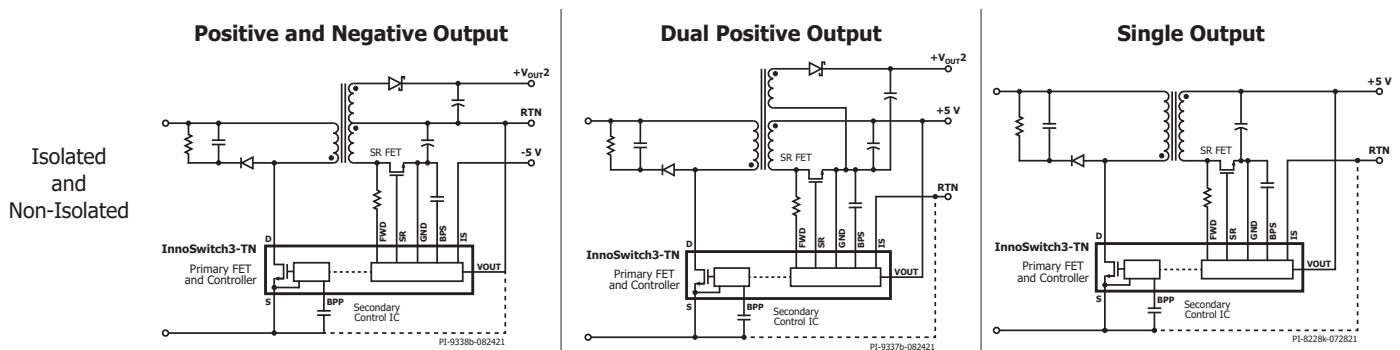 Isolated
and
Non-Isolated
Positive and Negative Output
+VOUT2
RTN
-5 V
SR FET
FWD
SR
GND
BPS
IS
D
InnoSwitch3-TN
Primary FET
and Controller
VOUT
S
BPP
Secondary
Control IC
PI-9338b-082421
Dual Positive Output
+VOUT2
+5 V
SR FET
RTN
FWD
SR
GND
BPS
IS
D
InnoSwitch3-TN
Primary FET
and Controller
VOUT
S
BPP
Secondary
Control IC
PI-9337b-082421
Single Output
+5 V
SR FET
RTN
FWD
SR
GND
BPS
IS
D
InnoSwitch3-TN
Primary FET
and Controller
VOUT
S
BPP
Secondary
Control IC
PI-8228k-072821